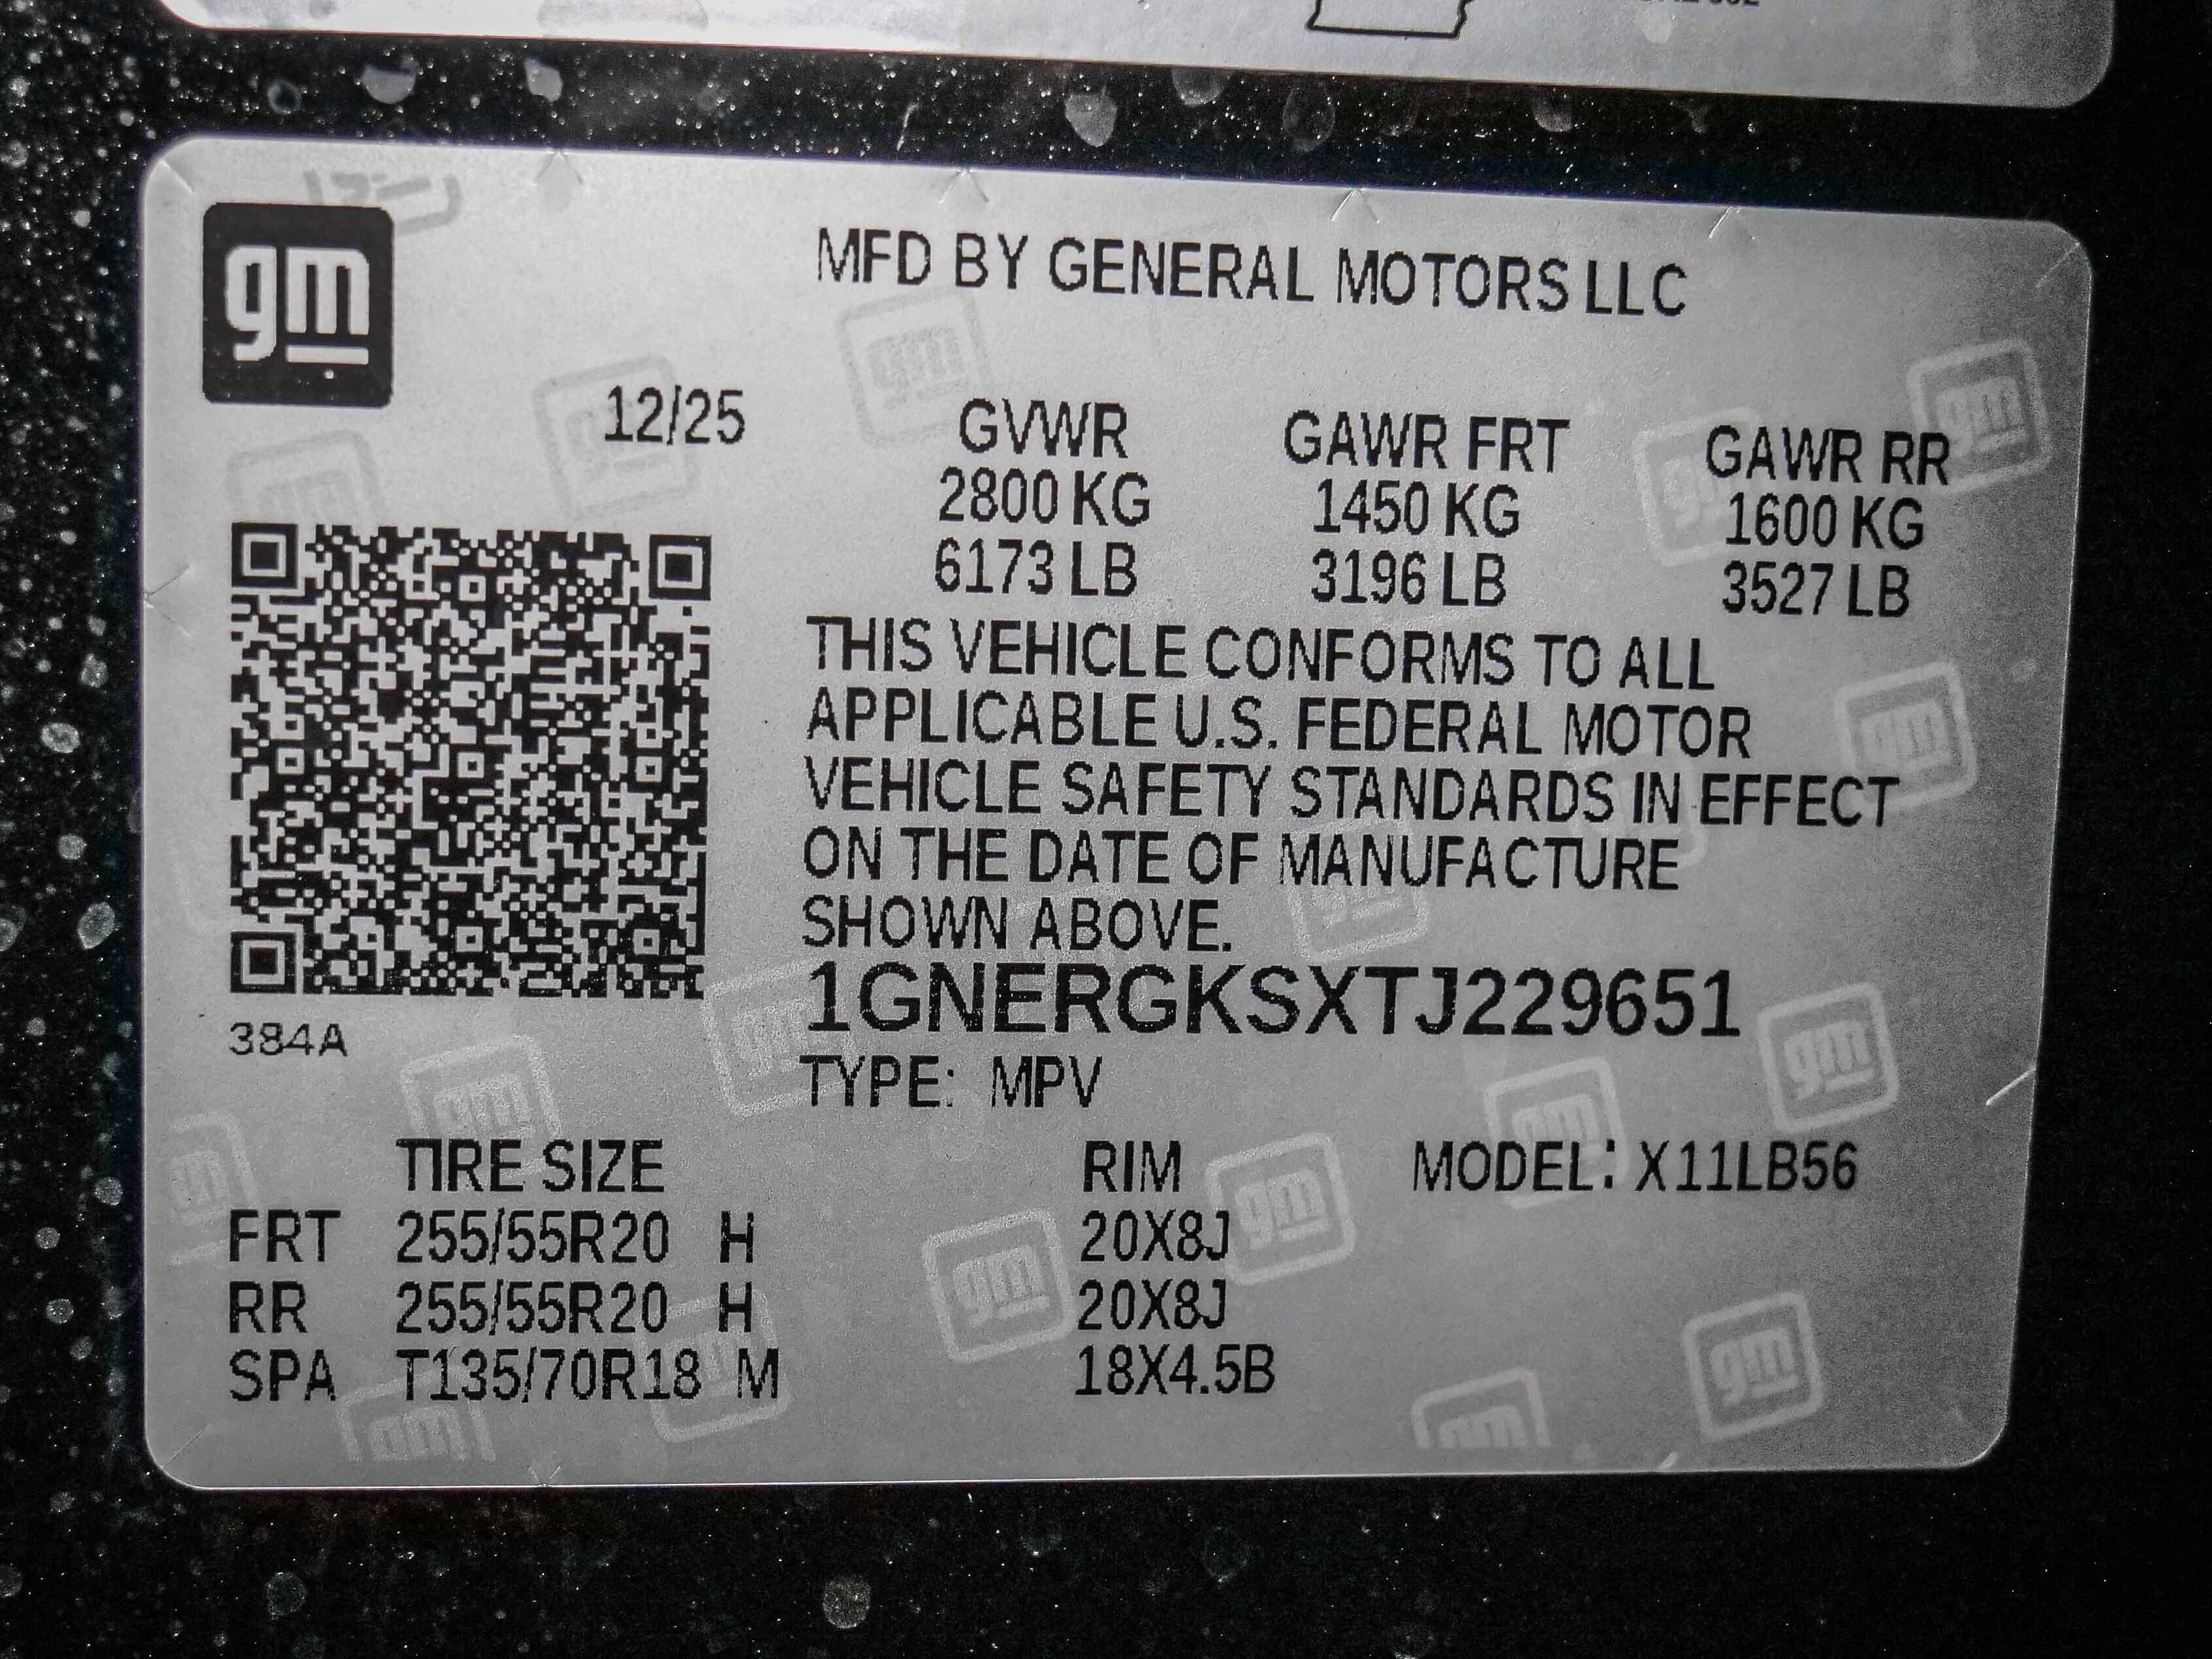 gm
MFD BY GENERAL MOTORS LLC
12/25
GVWR GAWR FRT GAWR RR
2800 KG 1450 KG 1600 KG
6173 LB 3196 LB 3527 LB
THIS VEHICLE CONFORMS TO ALL
APPLICABLE U.S. FEDERAL MOTOR
VEHICLE SAFETY STANDARDS IN EFFECT
ON THE DATE OF MANUFACTURE
SHOWN ABOVE.
1GNERGKSXTJ229651
384A
TYPE: MPV
TIRE SIZE RIM MODEL: X11LB56
FRT 255/55R20 H 20X8J
RR 255/55R20 H 20X8J
SPA T135/70R18 M 18X4.5B